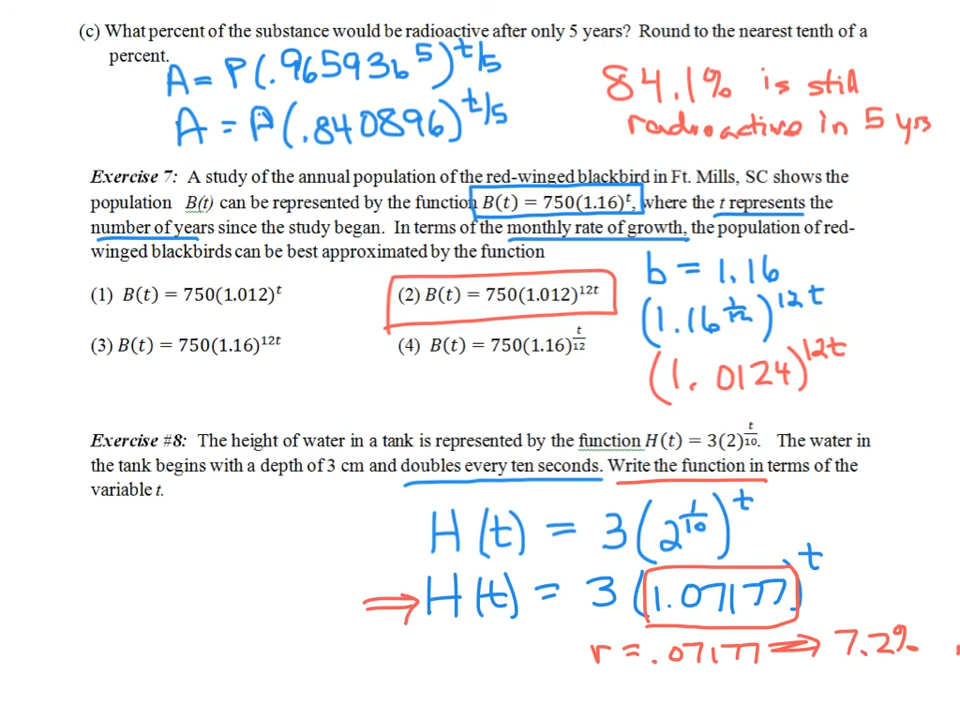 (c) What percent of the substance would be radioactive after only 5 years? Round to the nearest tenth of a
percent.
A = P(.9659365)^t/5
84.1% is still
A = P(.840896)^t/5
radioactive in 5 yrs
Exercise 7: A study of the annual population of the red-winged blackbird in Ft. Mills, SC shows the
population B(t) can be represented by the function B(t) = 750(1.16)^t, where the t represents the
number of years since the study began. In terms of the monthly rate of growth, the population of red-
winged blackbirds can be best approximated by the function
b = 1.16
(1) B(t) = 750(1.012)^t (2) B(t) = 750(1.012)^12t
(1.16^1/12)^12t
(3) B(t) = 750(1.16)^12t (4) B(t) = 750(1.16)^t/12
(1.0124)^12t
Exercise #8: The height of water in a tank is represented by the function H(t) = 3(2)^t/10. The water in
the tank begins with a depth of 3 cm and doubles every ten seconds. Write the function in terms of the
variable t.
H(t) = 3(2^1/10)^t
⇒ H(t) = 3(1.07177)^t
r = .07177 ⇒ 7.2%